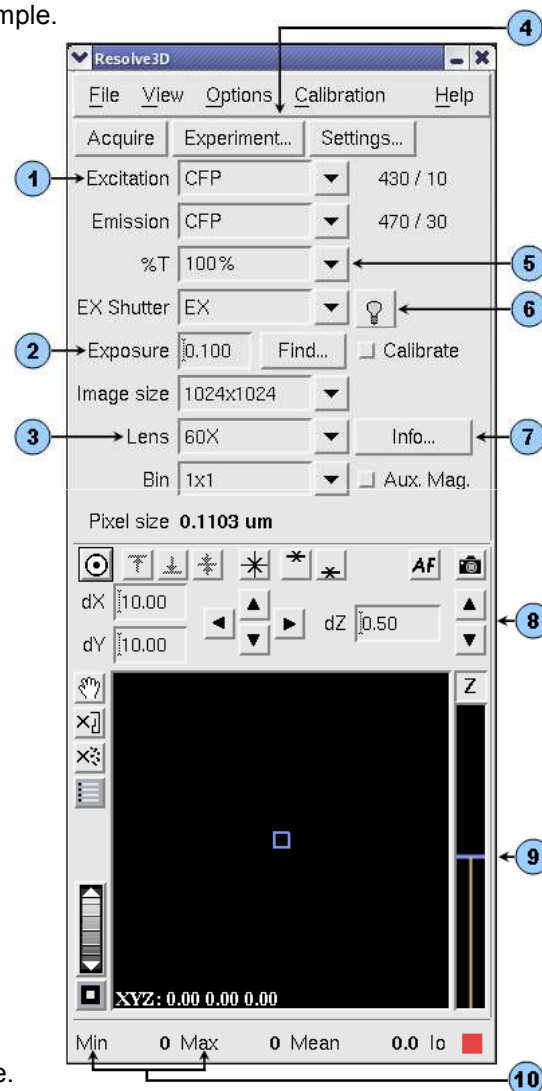 mple.
4
Resolve3D
File View Options Calibration Help
Acquire Experiment... Settings...
1 Excitation CFP 430 / 10
Emission CFP 470 / 30
%T 100% 5
EX Shutter EX 6
2 Exposure 0.100 Find... Calibrate
Image size 1024x1024
3 Lens 60X Info... 7
Bin 1x1 Aux. Mag.
Pixel size 0.1103 um
AF
dX 10.00
dZ 0.50 8
dY 10.00
Z
9
XYZ: 0.00 0.00 0.00
Min 0 Max 0 Mean 0.0 Io
e.
10